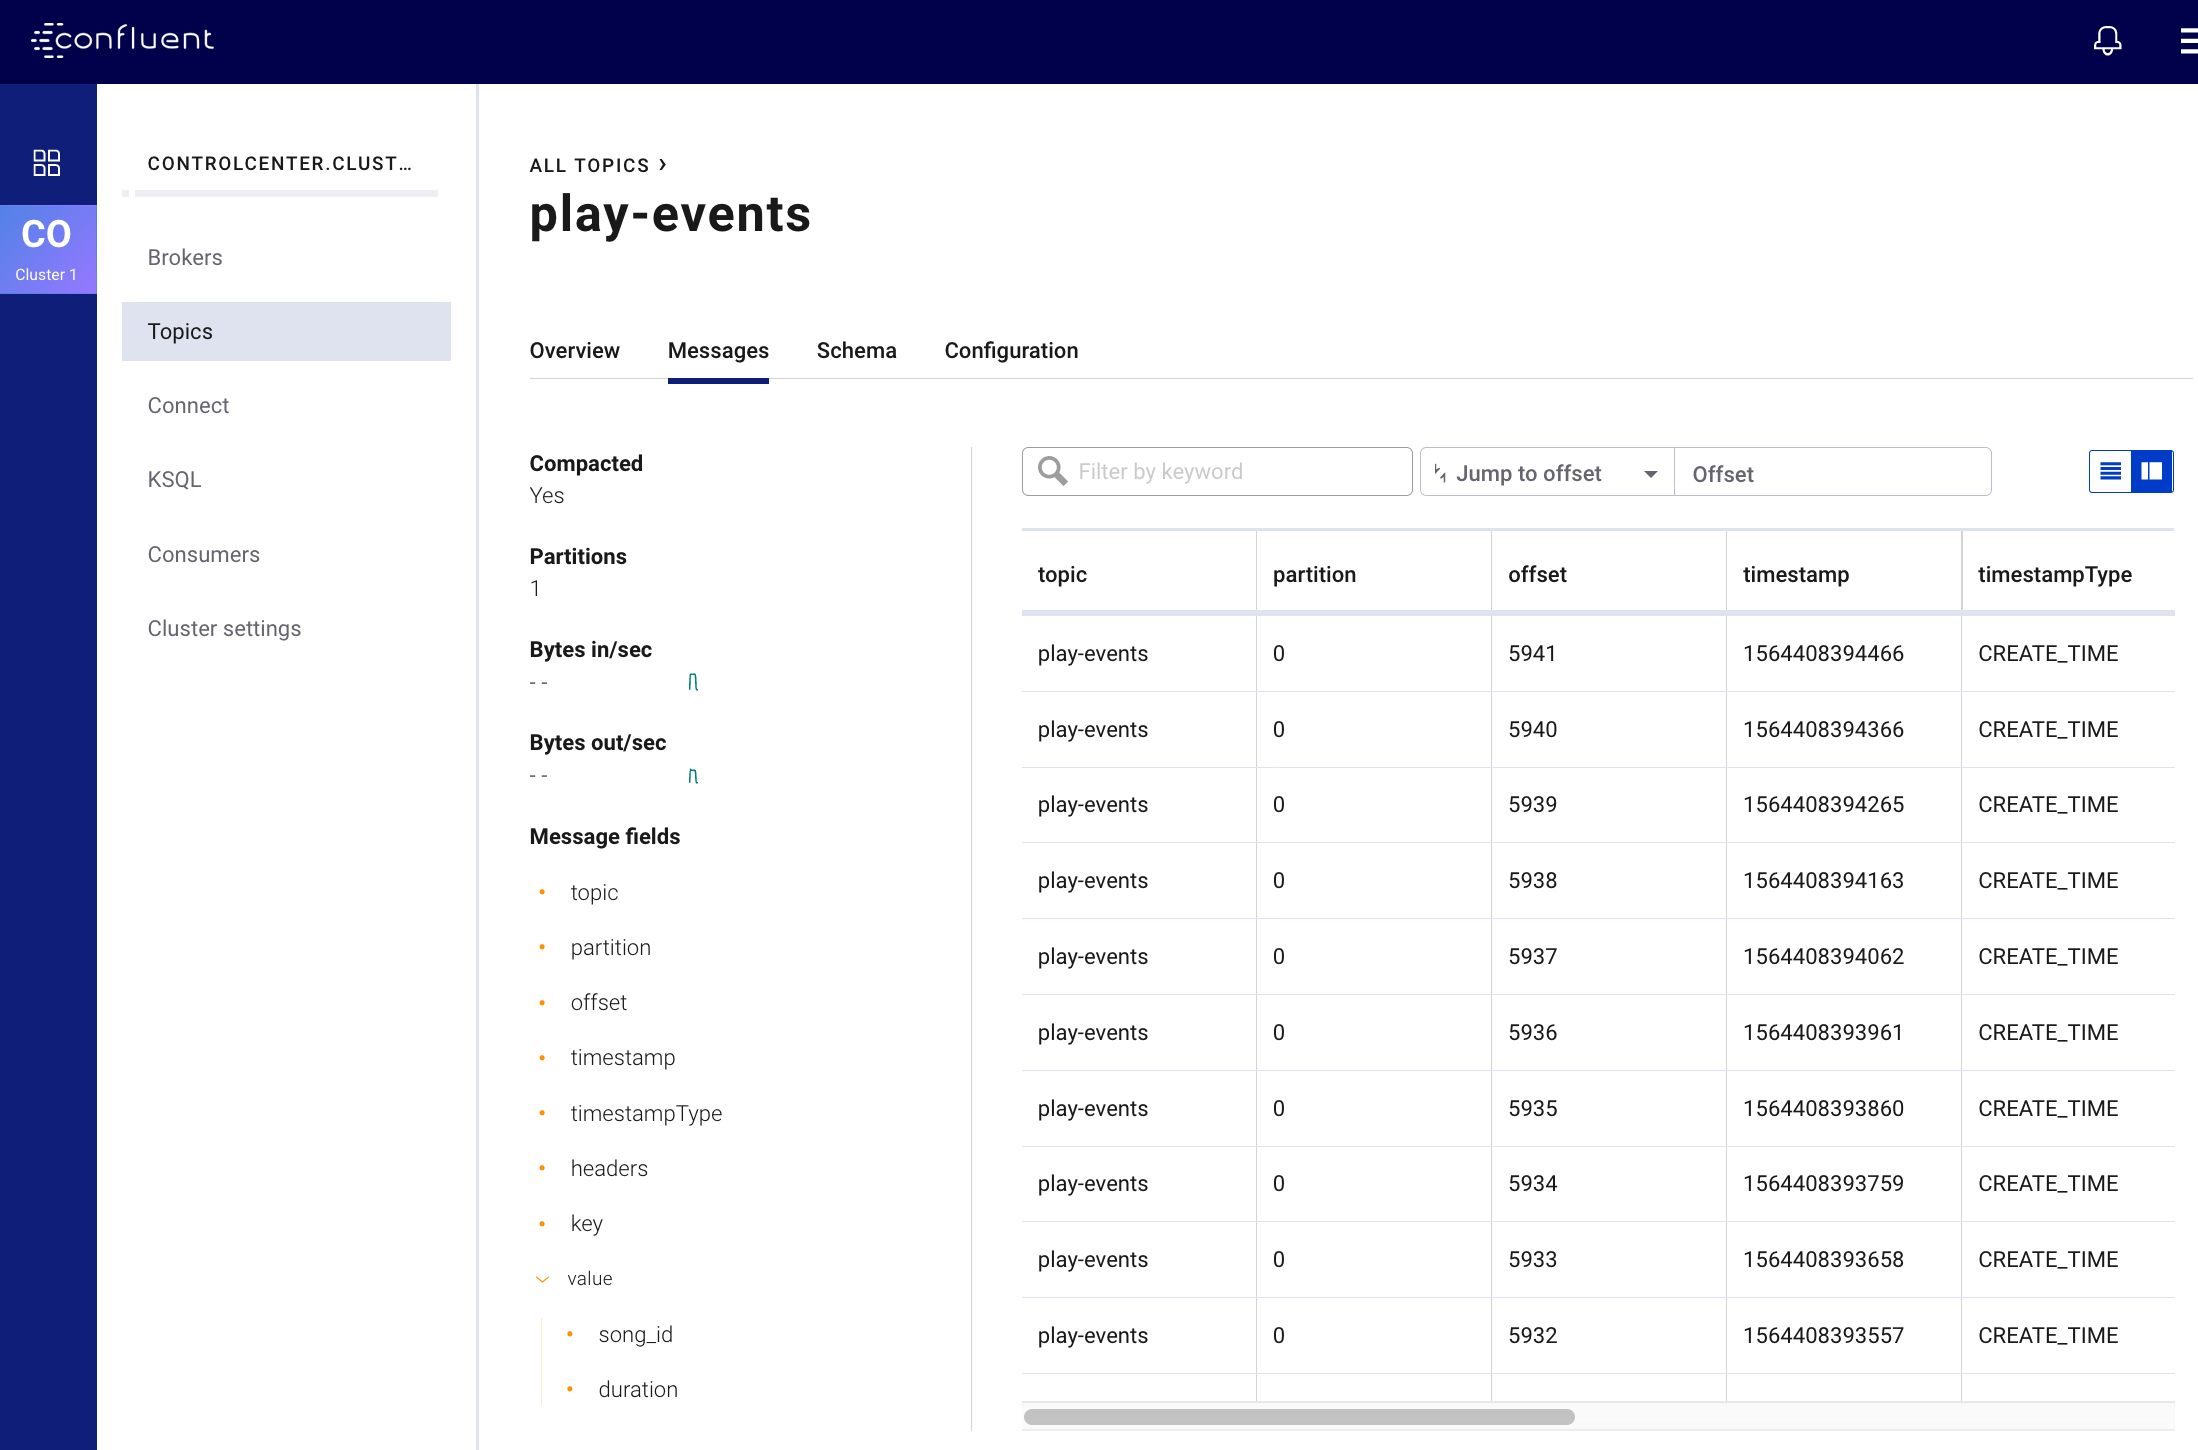 confluent
CONTROLCENTER.CLUST...
CO
Cluster 1
Brokers
Topics
Connect
KSQL
Consumers
Cluster settings
ALL TOPICS ›
play-events
Overview Messages Schema Configuration
Compacted
Yes
Partitions
1
Bytes in/sec
--
Bytes out/sec
--
Message fields
topic
partition
offset
timestamp
timestampType
headers
key
value
song_id
duration
Filter by keyword Jump to offset Offset
topic partition offset timestamp timestampType
play-events 0 5941 1564408394466 CREATE_TIME
play-events 0 5940 1564408394366 CREATE_TIME
play-events 0 5939 1564408394265 CREATE_TIME
play-events 0 5938 1564408394163 CREATE_TIME
play-events 0 5937 1564408394062 CREATE_TIME
play-events 0 5936 1564408393961 CREATE_TIME
play-events 0 5935 1564408393860 CREATE_TIME
play-events 0 5934 1564408393759 CREATE_TIME
play-events 0 5933 1564408393658 CREATE_TIME
play-events 0 5932 1564408393557 CREATE_TIME